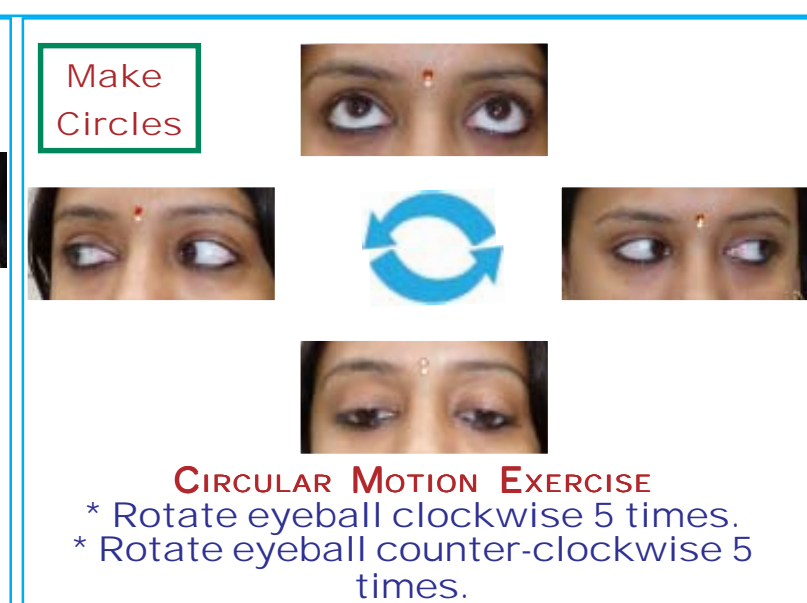 Make
Circles
CIRCULAR MOTION EXERCISE
* Rotate eyeball clockwise 5 times.
* Rotate eyeball counter-clockwise 5
times.